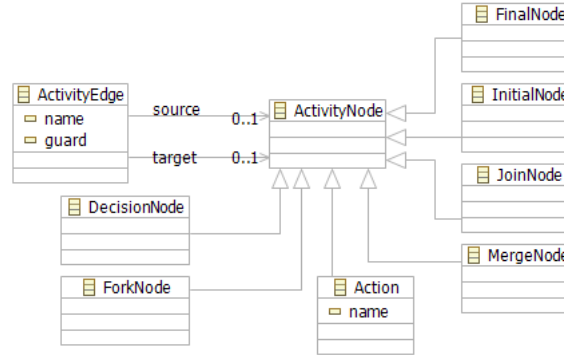 FinalNode
ActivityEdge
name
guard
source
0..1
target
0..1
ActivityNode
InitialNode
JoinNode
DecisionNode
MergeNode
ForkNode
Action
name